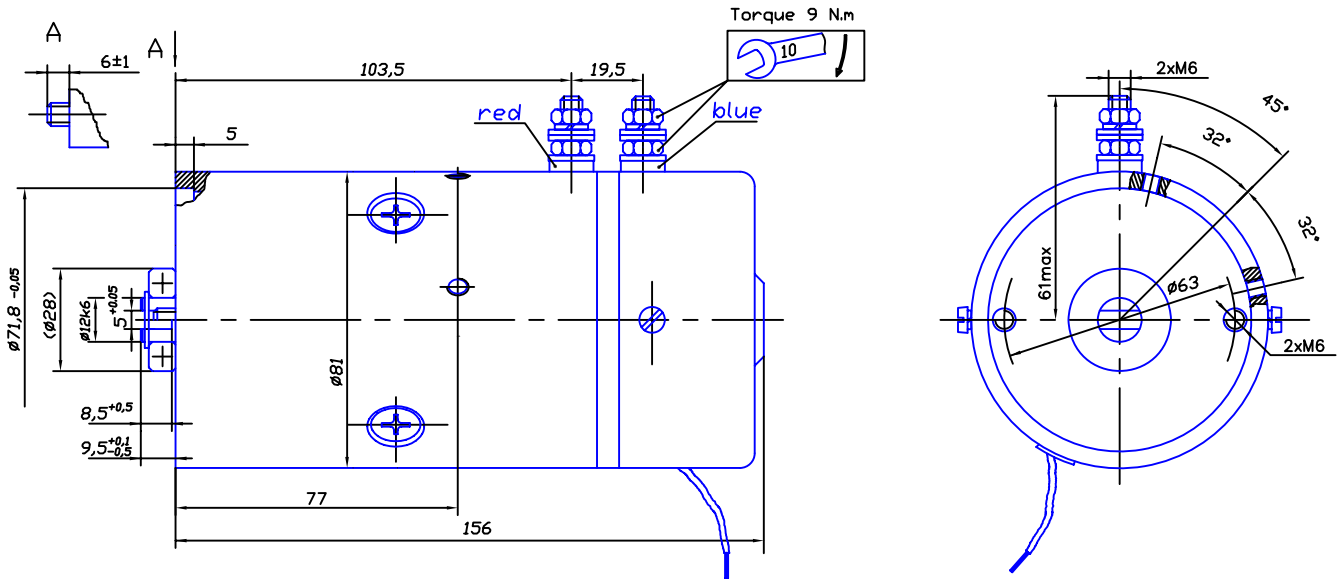 Torque 9 N.m
10
A
A
6±1
103,5
19,5
red
blue
5
ø71,8 -0,05
(ø28)
ø12k6
5 +0.05
ø81
8,5 +0,5
9,5 +0,1 -0,5
77
156
2xM6
45°
32°
32°
61max
ø63
2xM6